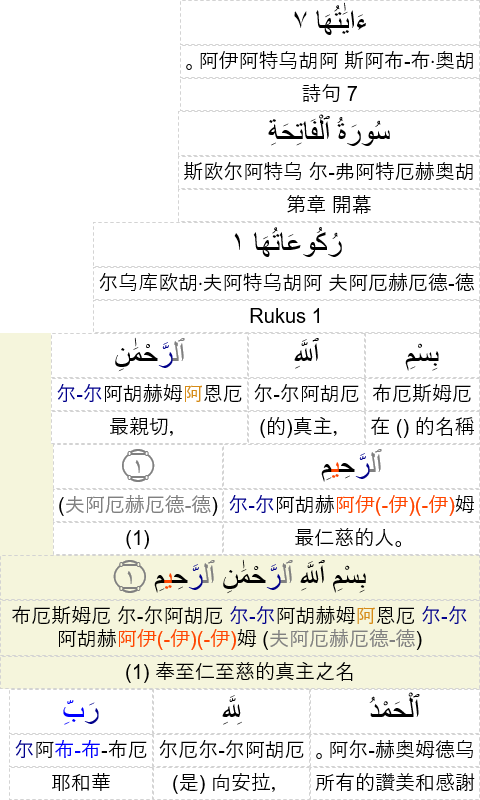 ءَايَٰتُهَا ٧
阿伊阿特乌胡阿 斯阿布-布·奥胡。
詩句 7
سُورَةُ ٱلْفَاتِحَةِ
斯欧尔阿特乌 尔-弗阿特厄赫奥胡
第章 開幕
رُكُوعَاتُهَا ١
尔乌库欧胡·夫阿特乌胡阿 夫阿厄赫厄德-德
Rukus 1
بِسْمِ ٱللَّهِ ٱلرَّحْمَٰنِ
布厄斯姆厄 尔-尔阿胡厄 尔-尔阿胡赫姆阿恩厄
在 () 的名稱 (的)真主, 最親切,
ٱلرَّحِيمِ ١
尔-尔阿胡赫阿伊(-伊)(-伊)姆 (夫阿厄赫厄德-德)
最仁慈的人。 (1)
بِسْمِ ٱللَّهِ ٱلرَّحْمَٰنِ ٱلرَّحِيمِ ١
布厄斯姆厄 尔-尔阿胡厄 尔-尔阿胡赫姆阿恩厄 尔-尔
阿胡赫阿伊(-伊)(-伊)姆 (夫阿厄赫厄德-德)
(1) 奉至仁至慈的真主之名
ٱلْحَمْدُ لِلَّهِ رَبِّ
阿尔-赫奥姆德乌。 尔厄尔-尔阿胡厄 尔阿布-布-布厄
所有的讚美和感謝 (是) 向安拉, 耶和華